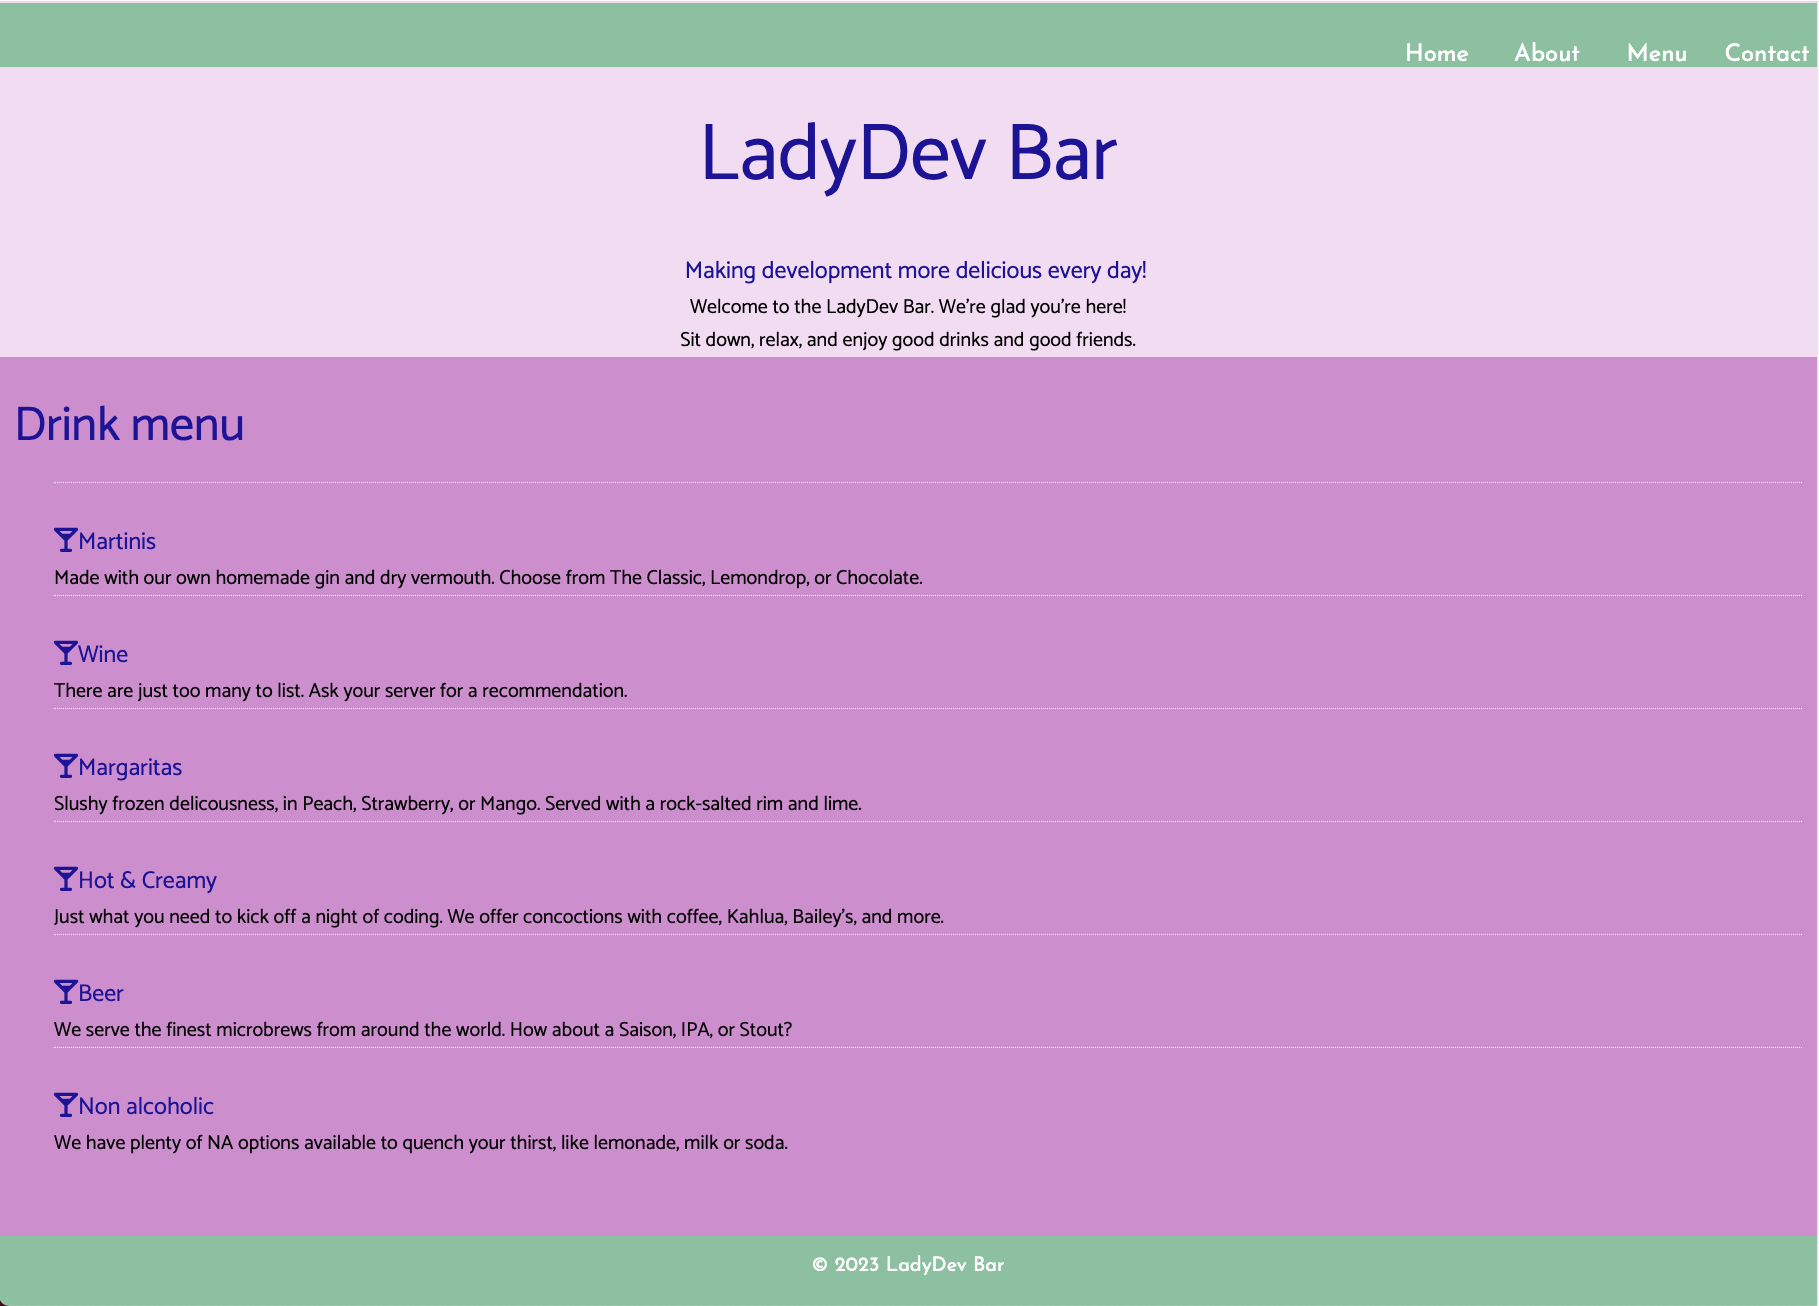 Home About Menu Contact
LadyDev Bar
Making development more delicious every day!
Welcome to the LadyDev Bar. We're glad you're here!
Sit down, relax, and enjoy good drinks and good friends.
Drink menu
Martinis
Made with our own homemade gin and dry vermouth. Choose from The Classic, Lemondrop, or Chocolate.
Wine
There are just too many to list. Ask your server for a recommendation.
Margaritas
Slushy frozen delicousness, in Peach, Strawberry, or Mango. Served with a rock-salted rim and lime.
Hot & Creamy
Just what you need to kick off a night of coding. We offer concoctions with coffee, Kahlua, Bailey's, and more.
Beer
We serve the finest microbrews from around the world. How about a Saison, IPA, or Stout?
Non alcoholic
We have plenty of NA options available to quench your thirst, like lemonade, milk or soda.
© 2023 LadyDev Bar